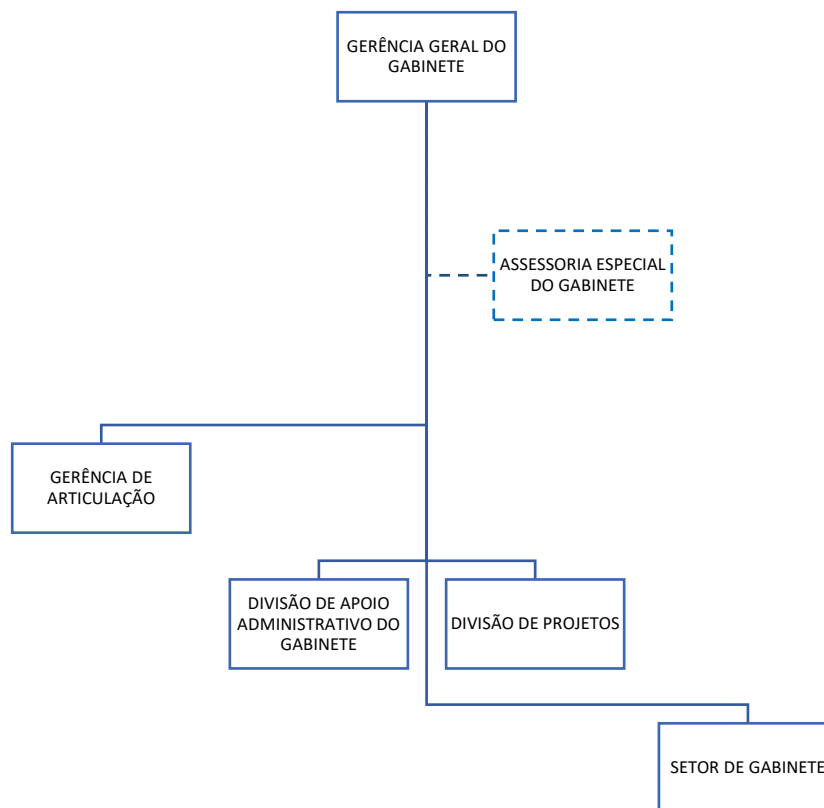 GERÊNCIA GERAL DO
GABINETE
ASSESSORIA ESPECIAL
DO GABINETE
GERÊNCIA DE
ARTICULAÇÃO
DIVISÃO DE APOIO
ADMINISTRATIVO DO
GABINETE
DIVISÃO DE PROJETOS
SETOR DE GABINETE